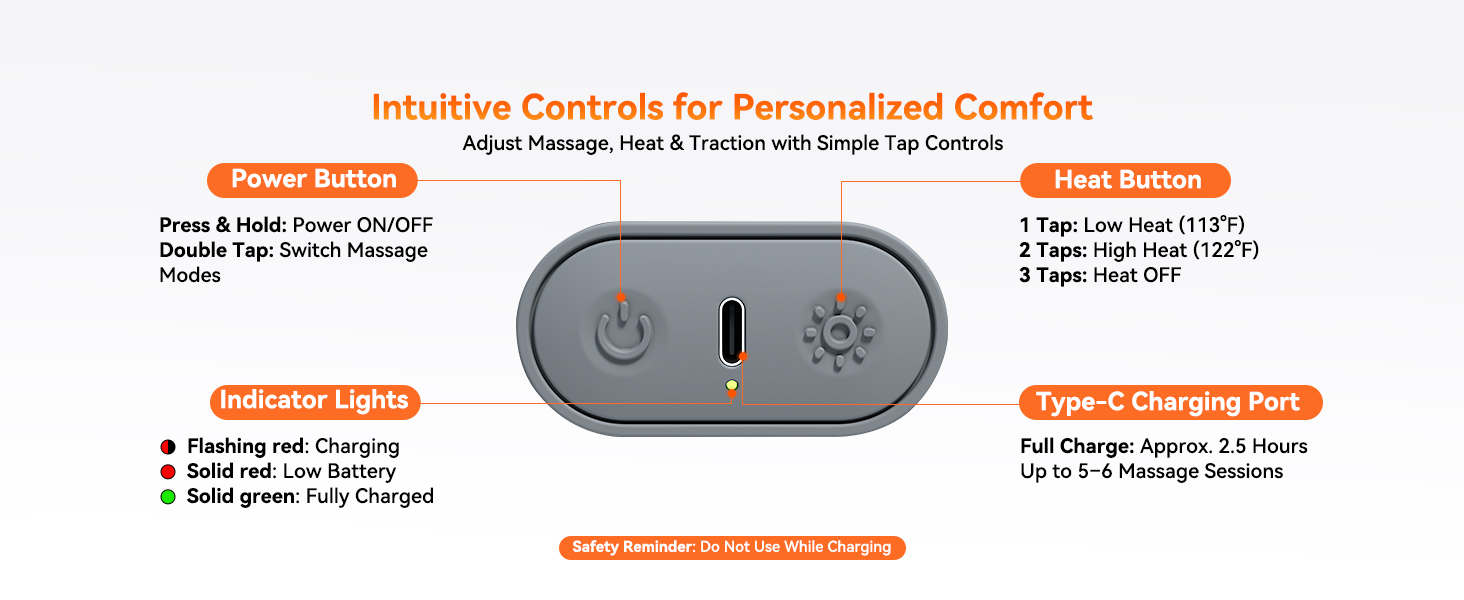 Intuitive Controls for Personalized Comfort
Adjust Massage, Heat & Traction with Simple Tap Controls
Power Button
Press & Hold: Power ON/OFF
Double Tap: Switch Massage
Modes
Heat Button
1 Tap: Low Heat (113°F)
2 Taps: High Heat (122°F)
3 Taps: Heat OFF
Indicator Lights
Flashing red: Charging
Solid red: Low Battery
Solid green: Fully Charged
Type-C Charging Port
Full Charge: Approx. 2.5 Hours
Up to 5–6 Massage Sessions
Safety Reminder: Do Not Use While Charging